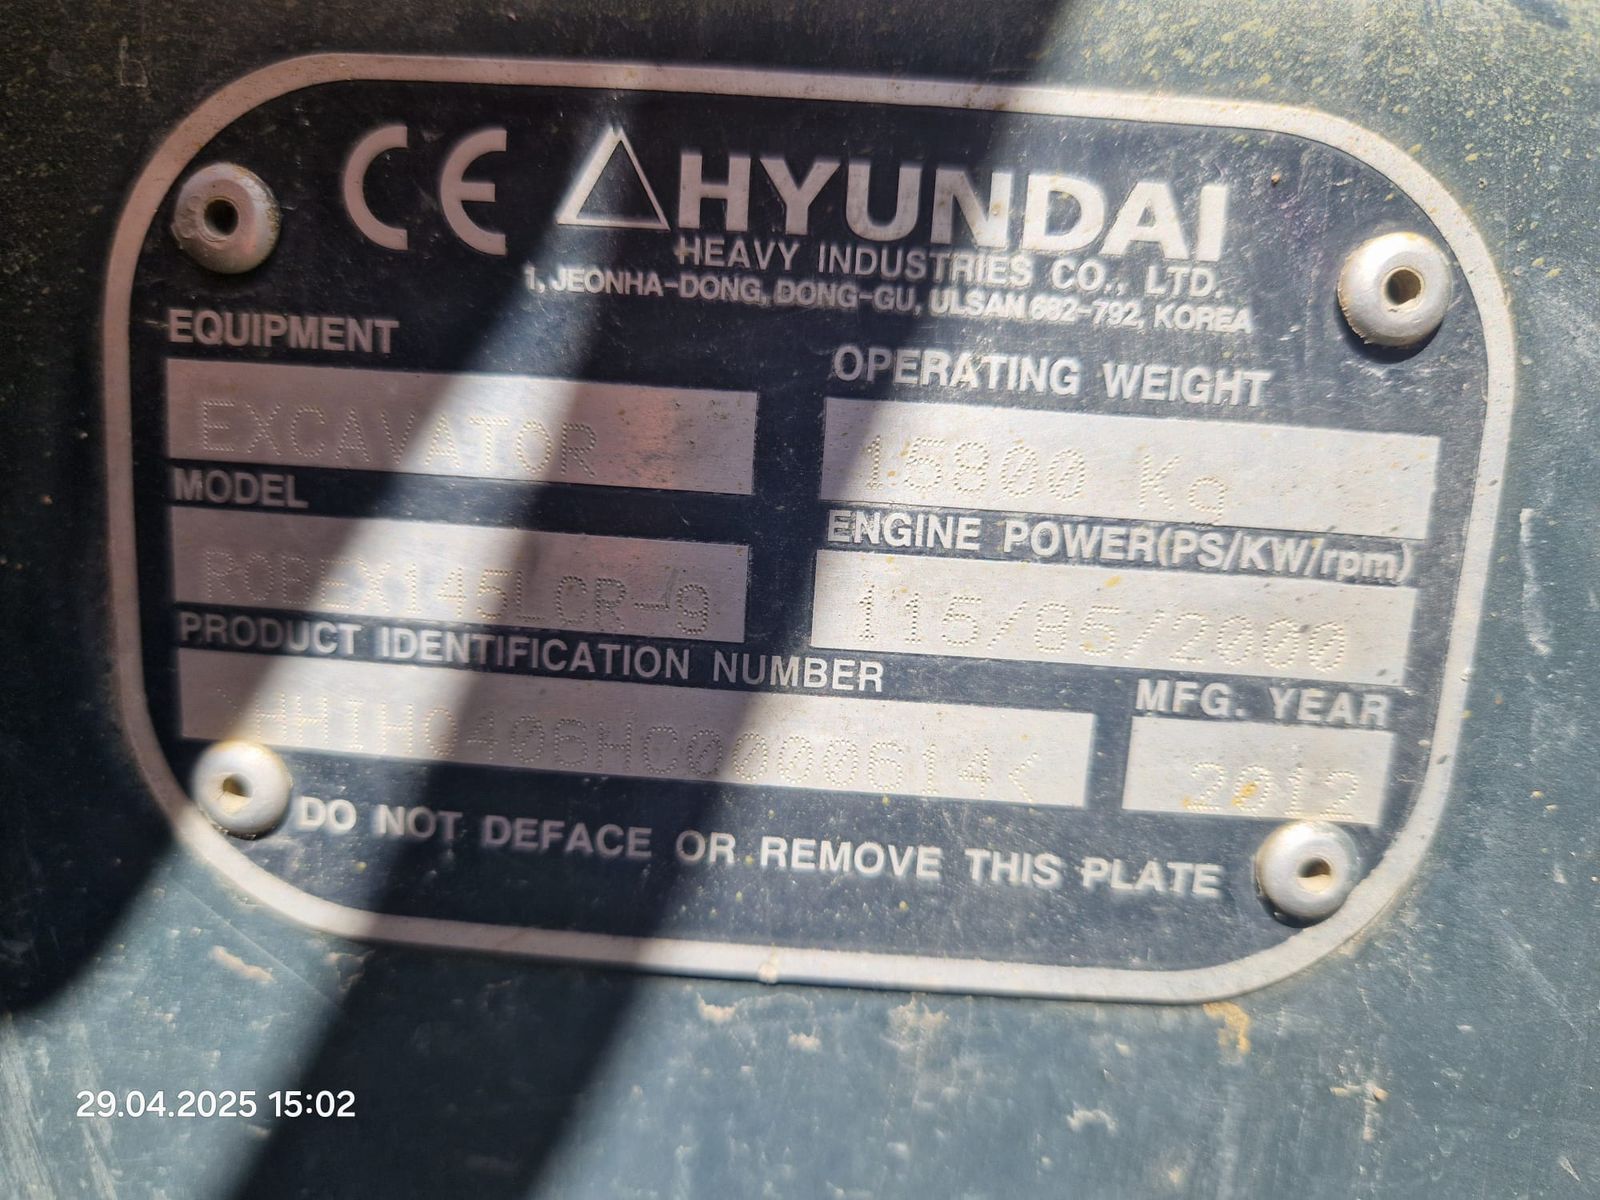 CE HYUNDAI
HEAVY INDUSTRIES CO., LTD.
1, JEONHA-DONG, DONG-GU, ULSAN 682-792, KOREA
EQUIPMENT
EXCAVATOR
OPERATING WEIGHT
15800 Kg
MODEL
ROBEX145LCR-9
ENGINE POWER(PS/KW/rpm)
115/85/2000
PRODUCT IDENTIFICATION NUMBER
MFG. YEAR
2012
DO NOT DEFACE OR REMOVE THIS PLATE
29.04.2025 15:02